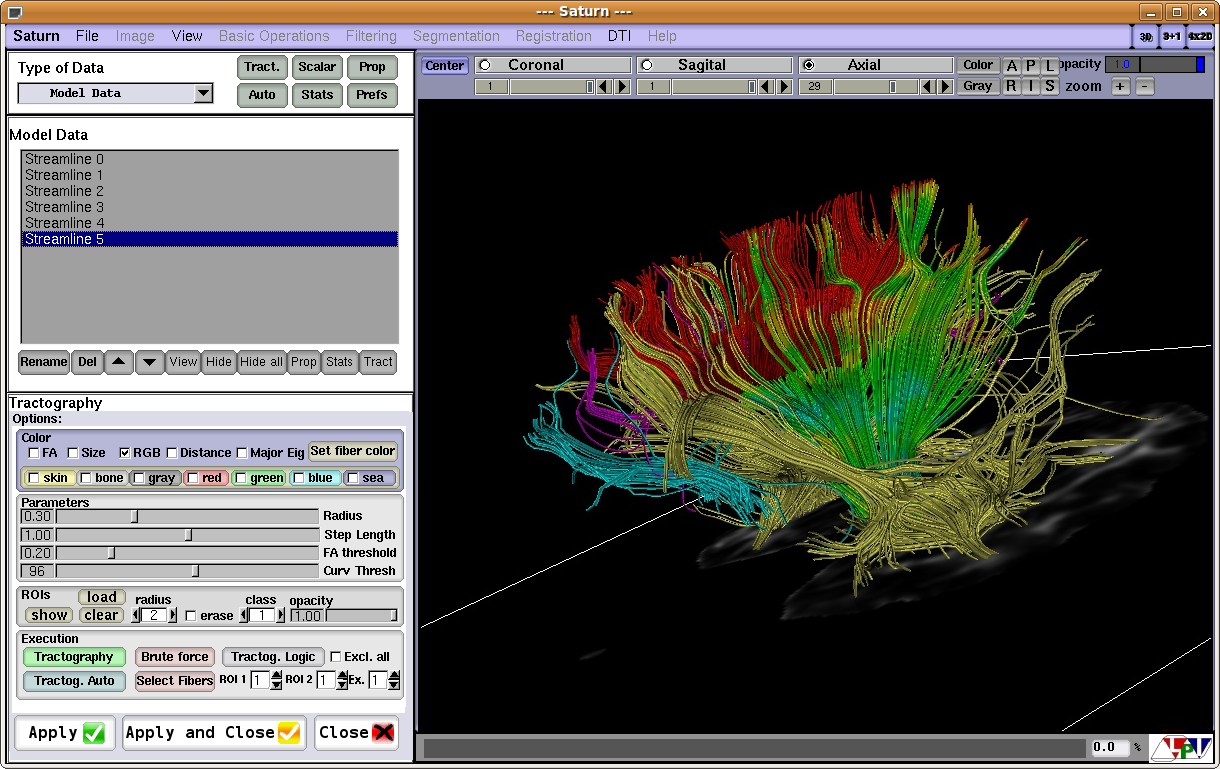 --- Saturn ---
Saturn File Image View Basic Operations Filtering Segmentation Registration DTI Help 3D 3+1 4x2D
Type of Data
Model Data
Tract. Scalar Prop
Auto Stats Prefs
Center Coronal Sagital Axial Color A P L opacity 1.0
1 1 29 Gray R I S zoom + -
Model Data
Streamline 0
Streamline 1
Streamline 2
Streamline 3
Streamline 4
Streamline 5
Rename Del View Hide Hide all Prop Stats Tract
Tractography
Options:
Color
FA Size RGB Distance Major Eig Set fiber color
skin bone gray red green blue sea
Parameters
0.30 Radius
1.00 Step Length
0.20 FA threshold
96 Curv Thresh
ROIs load radius class opacity
show clear 2 erase 1 1.00
Execution
Tractography Brute force Tractog. Logic Excl. all
Tractog. Auto Select Fibers ROI 1 1 ROI 2 1 Ex. 1
Apply Apply and Close Close
0.0 %
LPV